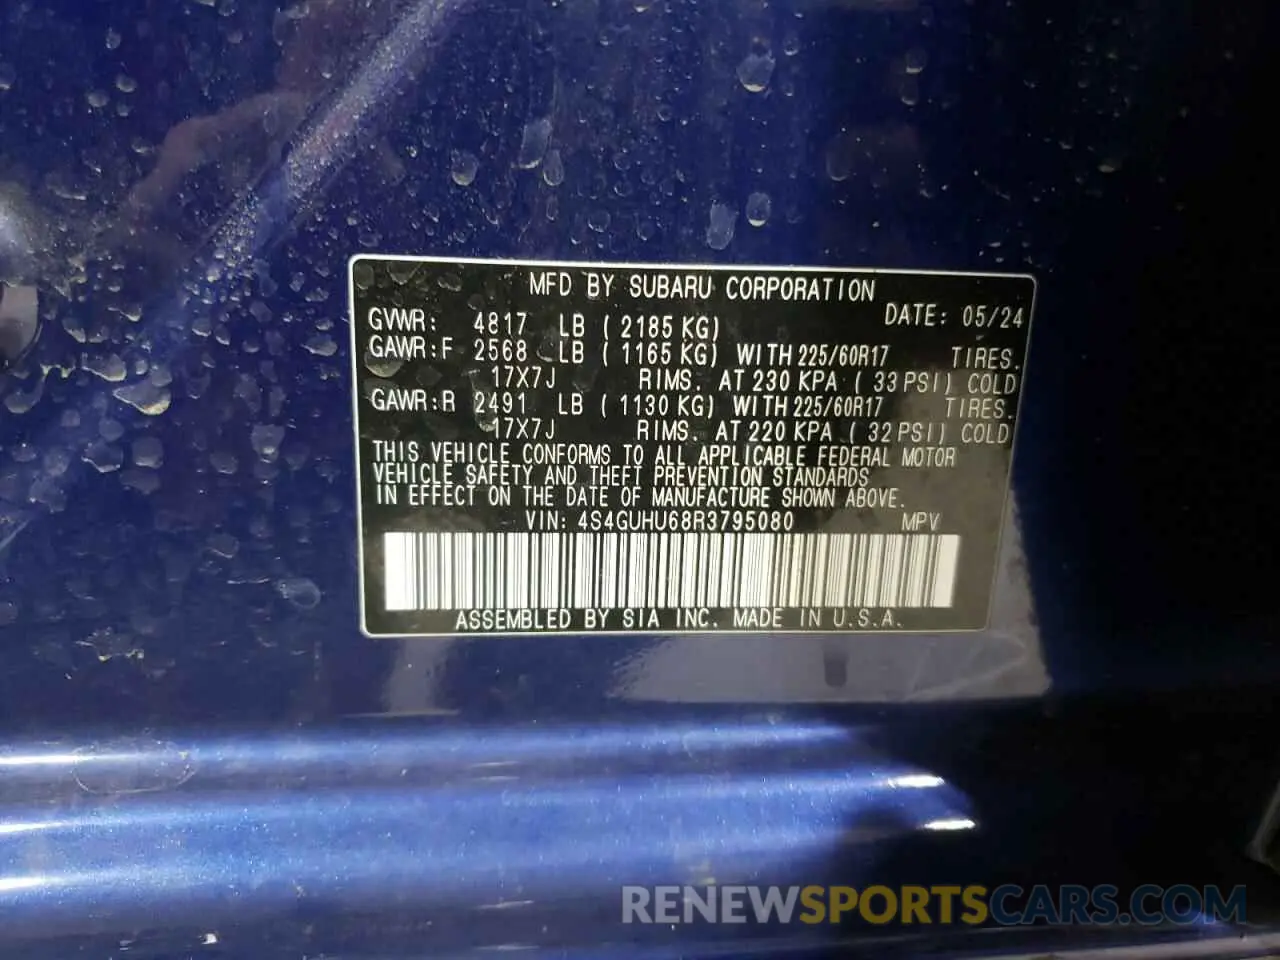 MFD BY SUBARU CORPORATION
DATE: 05/24
GVWR: 4817 LB (2185 KG)
GAWR:F 2568 LB (1165 KG) WITH 225/60R17 TIRES.
17X7J RIMS. AT 230 KPA (33 PSI) COLD
GAWR:R 2491 LB (1130 KG) WITH 225/60R17 TIRES.
17X7J RIMS. AT 220 KPA (32 PSI) COLD
THIS VEHICLE CONFORMS TO ALL APPLICABLE FEDERAL MOTOR
VEHICLE SAFETY AND THEFT PREVENTION STANDARDS
IN EFFECT ON THE DATE OF MANUFACTURE SHOWN ABOVE.
VIN: 4S4GUHU68R3795080 MPV
ASSEMBLED BY SIA INC. MADE IN U.S.A.
RENEWSPORTSCARS.COM